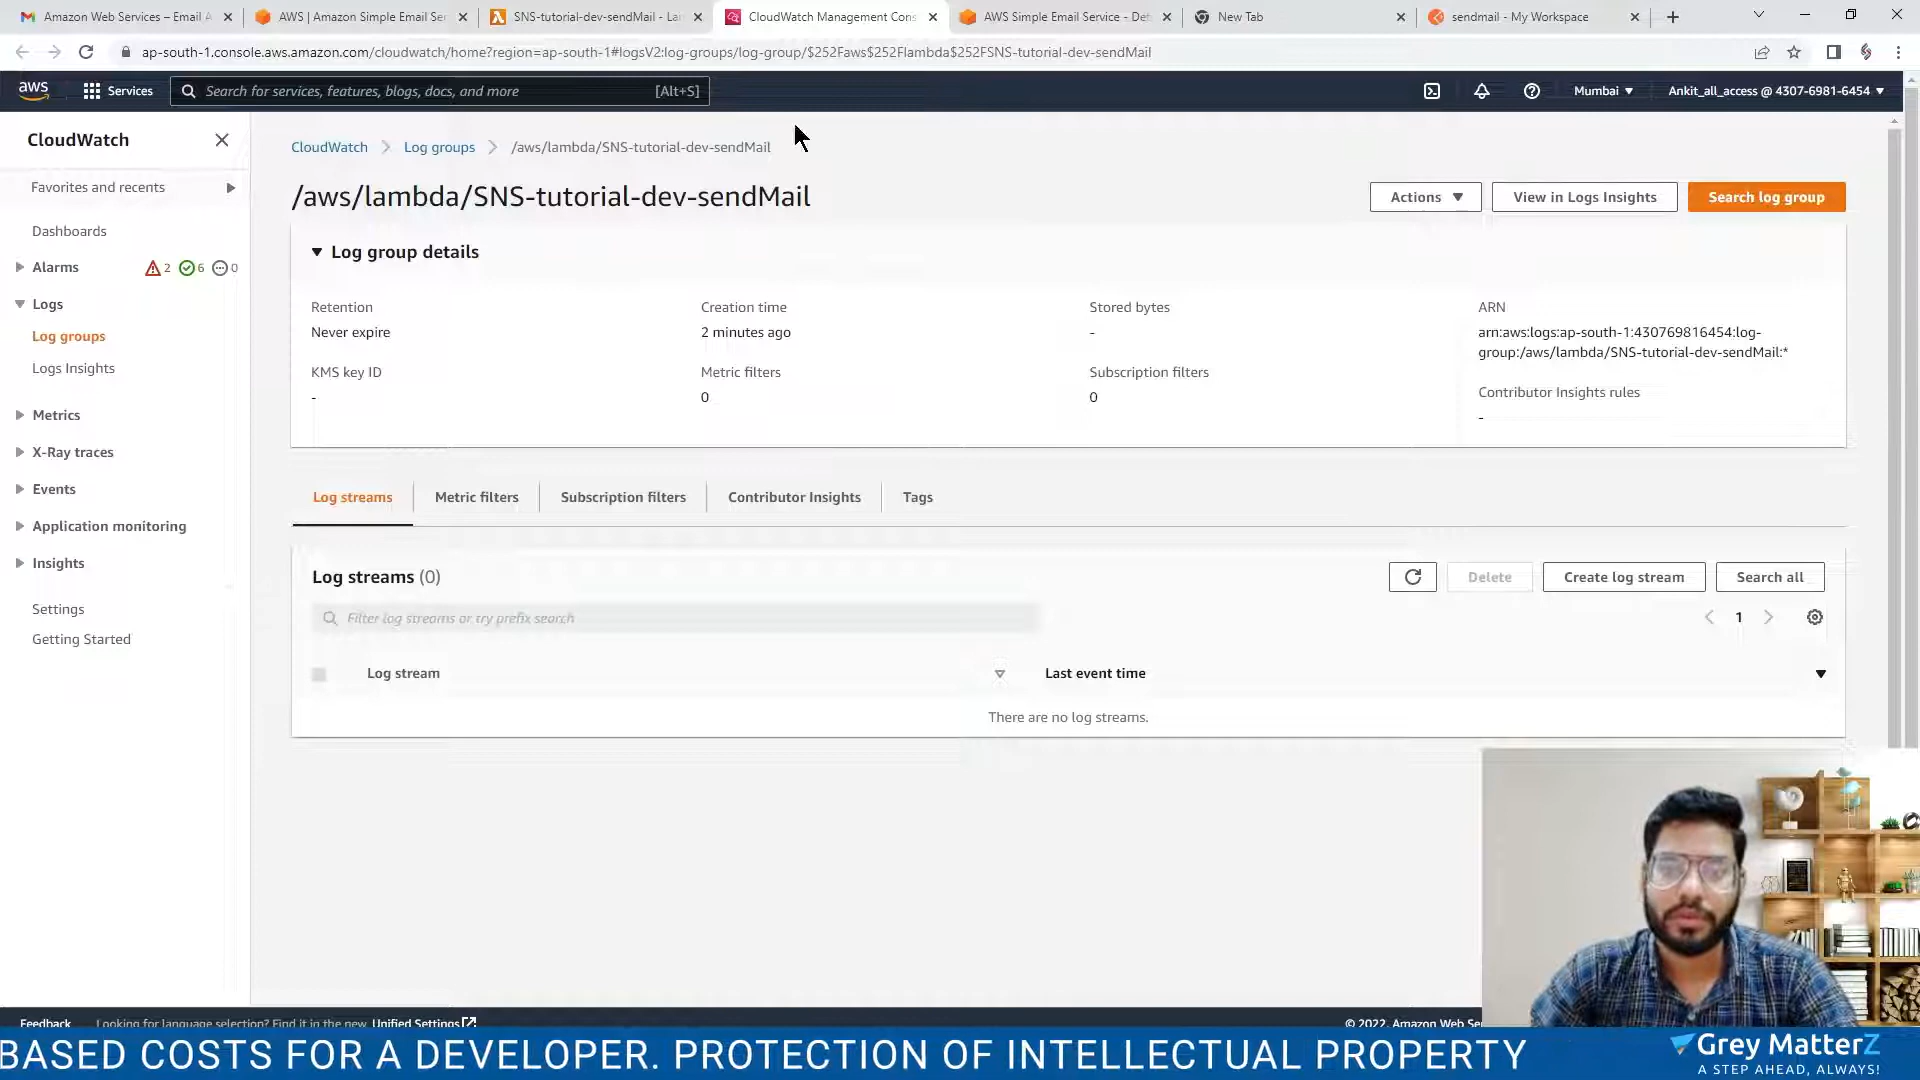 Amazon Web Services – Email A
AWS | Amazon Simple Email Ser
SNS-tutorial-dev-sendMail - La
CloudWatch Management Cons
AWS Simple Email Service - Det
New Tab
sendmail - My Workspace
ap-south-1.console.aws.amazon.com/cloudwatch/home?region=ap-south-1#logsV2:log-groups/log-group/$252Faws$252Flambda$252FSNS-tutorial-dev-sendMail
aws
Services
Search for services, features, blogs, docs, and more
[Alt+S]
Mumbai
Ankit_all_access @ 4307-6981-6454
CloudWatch
Favorites and recents
Dashboards
Alarms 2 6 0
Logs
Log groups
Logs Insights
Metrics
X-Ray traces
Events
Application monitoring
Insights
Settings
Getting Started
CloudWatch
Log groups
/aws/lambda/SNS-tutorial-dev-sendMail
/aws/lambda/SNS-tutorial-dev-sendMail
Actions
View in Logs Insights
Search log group
Log group details
Retention
Never expire
KMS key ID
-
Creation time
2 minutes ago
Metric filters
0
Stored bytes
-
Subscription filters
0
ARN
arn:aws:logs:ap-south-1:430769816454:log-
group:/aws/lambda/SNS-tutorial-dev-sendMail:*
Contributor Insights rules
-
Log streams
Metric filters
Subscription filters
Contributor Insights
Tags
Log streams (0)
Delete
Create log stream
Search all
Filter log streams or try prefix search
1
Log stream
Last event time
There are no log streams.
Feedback
Looking for language selection? Find it in the new Unified Settings
© 2022, Amazon Web Ser
BASED COSTS FOR A DEVELOPER. PROTECTION OF INTELLECTUAL PROPERTY
Grey MatterZ
A STEP AHEAD, ALWAYS!